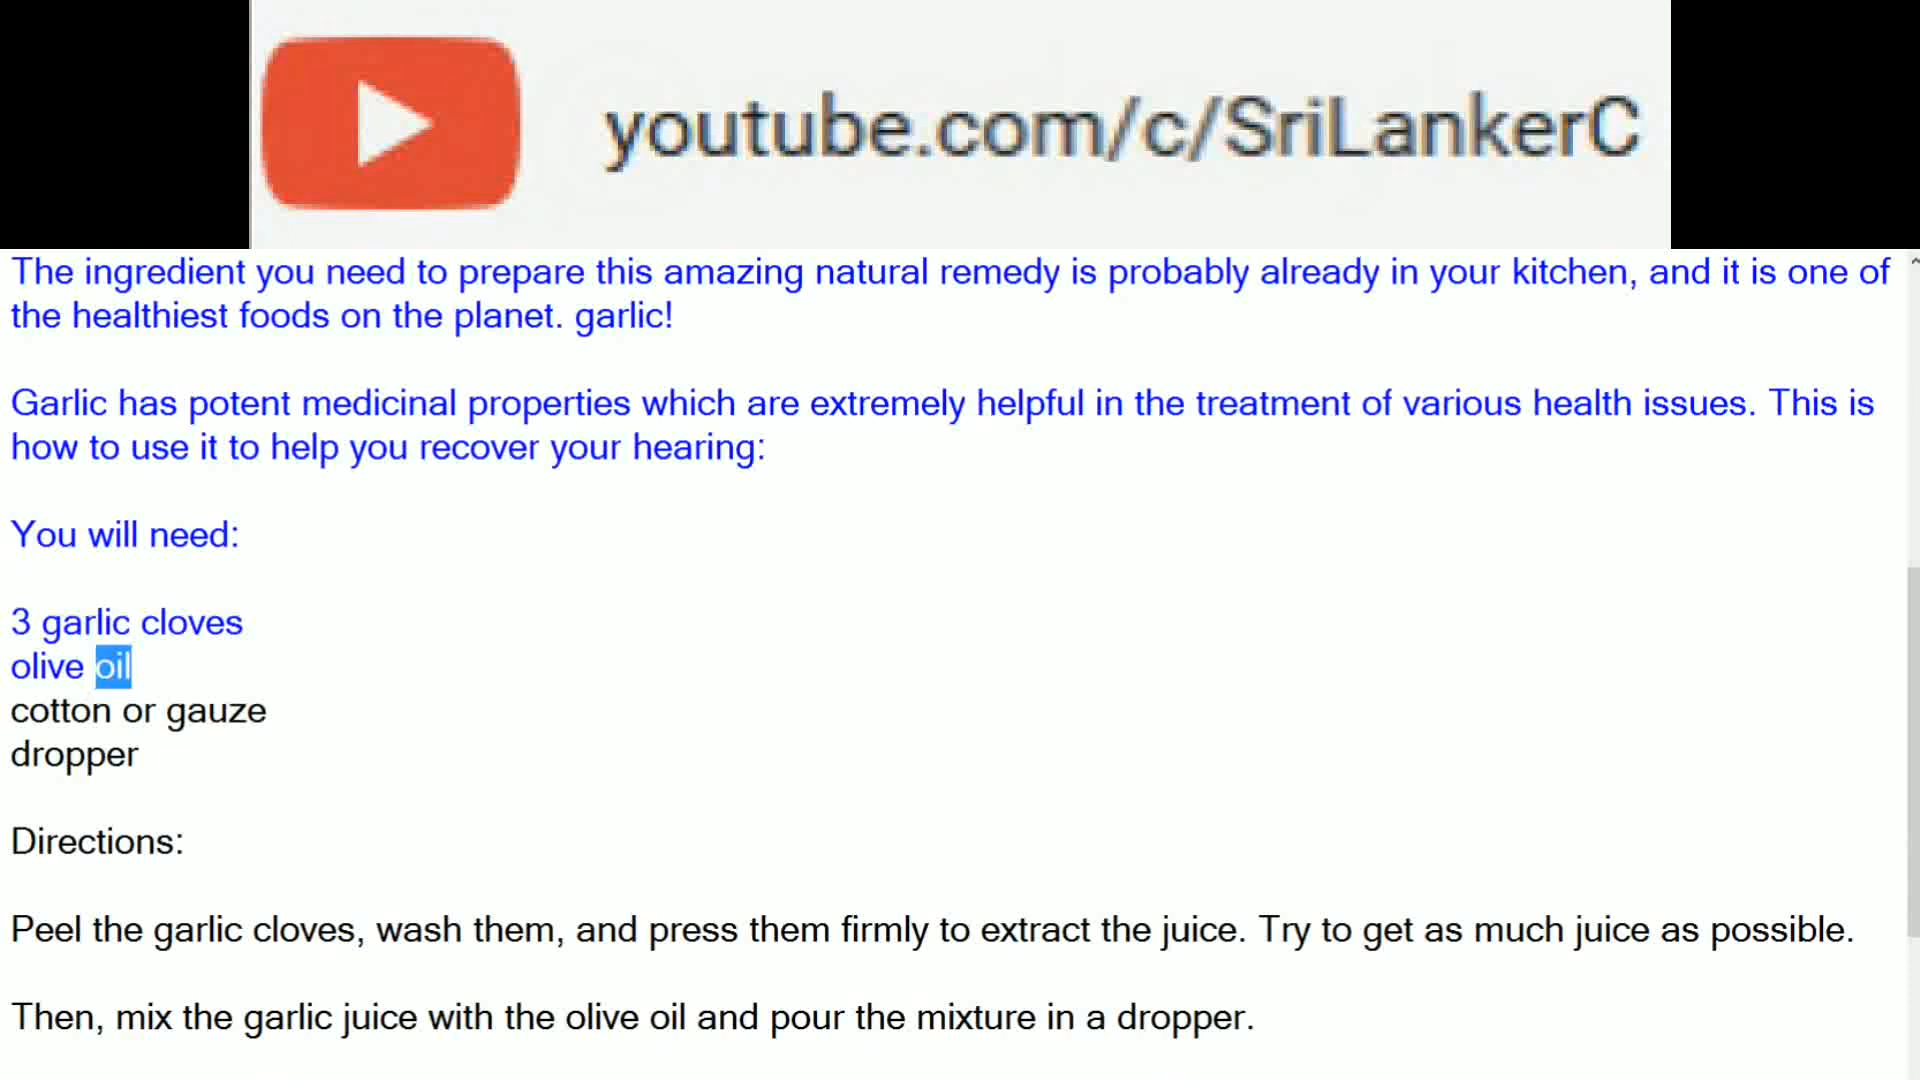 youtube.com/c/SriLankerC
The ingredient you need to prepare this amazing natural remedy is probably already in your kitchen, and it is one of
the healthiest foods on the planet. garlic!
Garlic has potent medicinal properties which are extremely helpful in the treatment of various health issues. This is
how to use it to help you recover your hearing:
You will need:
3 garlic cloves
olive oil
cotton or gauze
dropper
Directions:
Peel the garlic cloves, wash them, and press them firmly to extract the juice. Try to get as much juice as possible.
Then, mix the garlic juice with the olive oil and pour the mixture in a dropper.